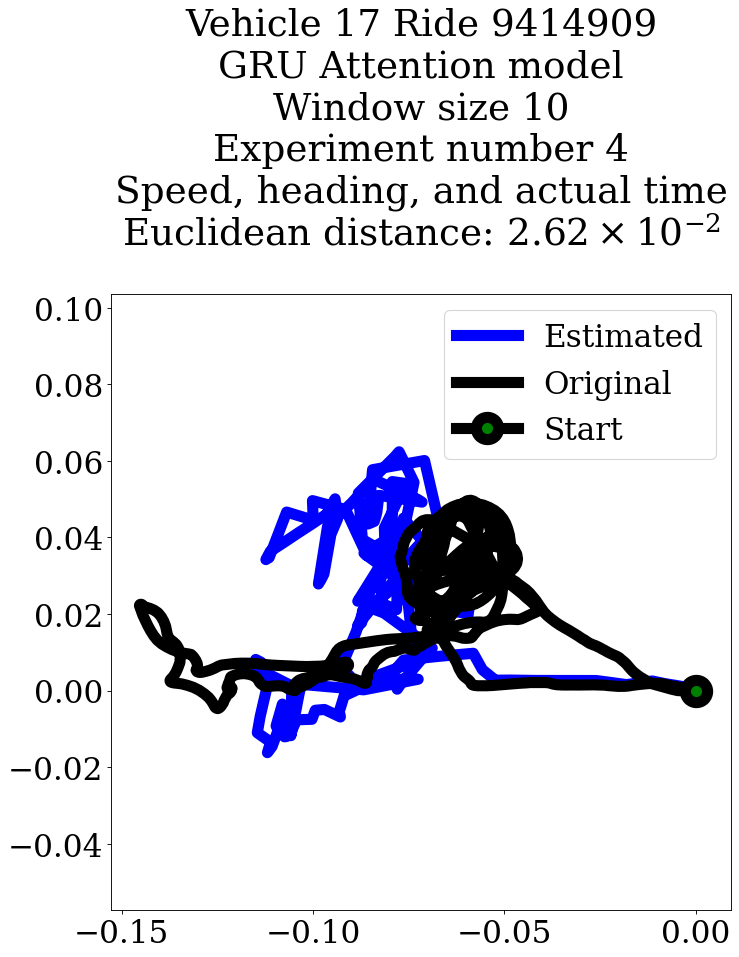 Vehicle 17 Ride 9414909
GRU Attention model
Window size 10
Experiment number 4
Speed, heading, and actual time
Euclidean distance: 2.62 × 10⁻²
Estimated
Original
Start
0.10
0.08
0.06
0.04
0.02
0.00
−0.02
−0.04
−0.15 −0.10 −0.05 0.00